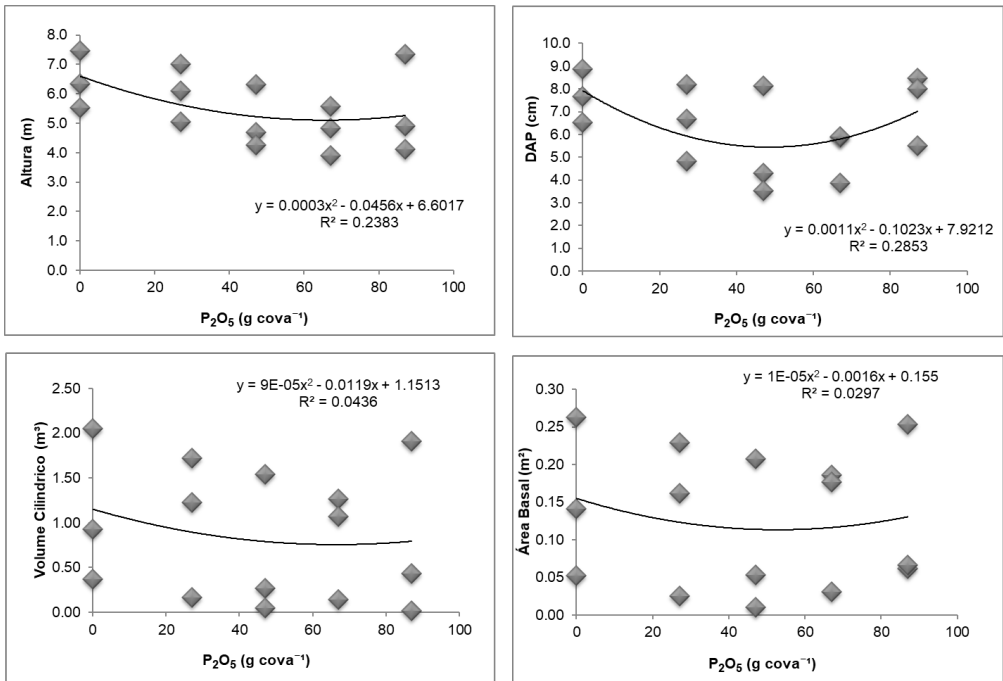 8.0
7.0
6.0
5.0
4.0
3.0
2.0
1.0
0.0
Altura (m)
y = 0.0003x² - 0.0456x + 6.6017
R² = 0.2383
0 20 40 60 80 100
P₂O₅ (g cova⁻¹)
10.0
9.0
8.0
7.0
6.0
5.0
4.0
3.0
2.0
1.0
0.0
DAP (cm)
y = 0.0011x² - 0.1023x + 7.9212
R² = 0.2853
0 20 40 60 80 100
P₂O₅ (g cova⁻¹)
y = 9E-05x² - 0.0119x + 1.1513
R² = 0.0436
2.50
2.00
1.50
1.00
0.50
0.00
Volume Cilindrico (m³)
0 20 40 60 80 100
P₂O₅ (g cova⁻¹)
y = 1E-05x² - 0.0016x + 0.155
R² = 0.0297
0.30
0.25
0.20
0.15
0.10
0.05
0.00
Área Basal (m²)
0 20 40 60 80 100
P₂O₅ (g cova⁻¹)